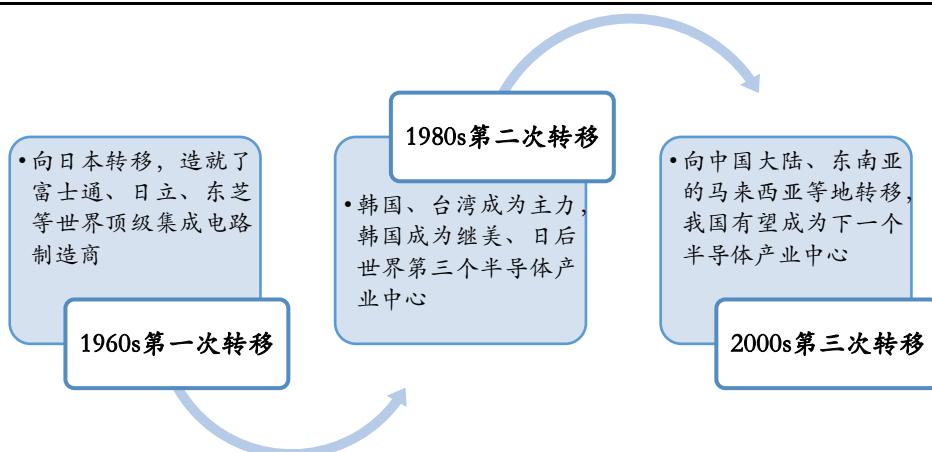 •向日本转移，造就了
富士通、日立、东芝
等世界顶级集成电路
制造商
1960s第一次转移
1980s第二次转移
•韩国、台湾成为主力，
韩国成为继美、日后
世界第三个半导体产
业中心
•向中国大陆、东南亚
的马来西亚等地转移，
我国有望成为下一个
半导体产业中心
2000s第三次转移